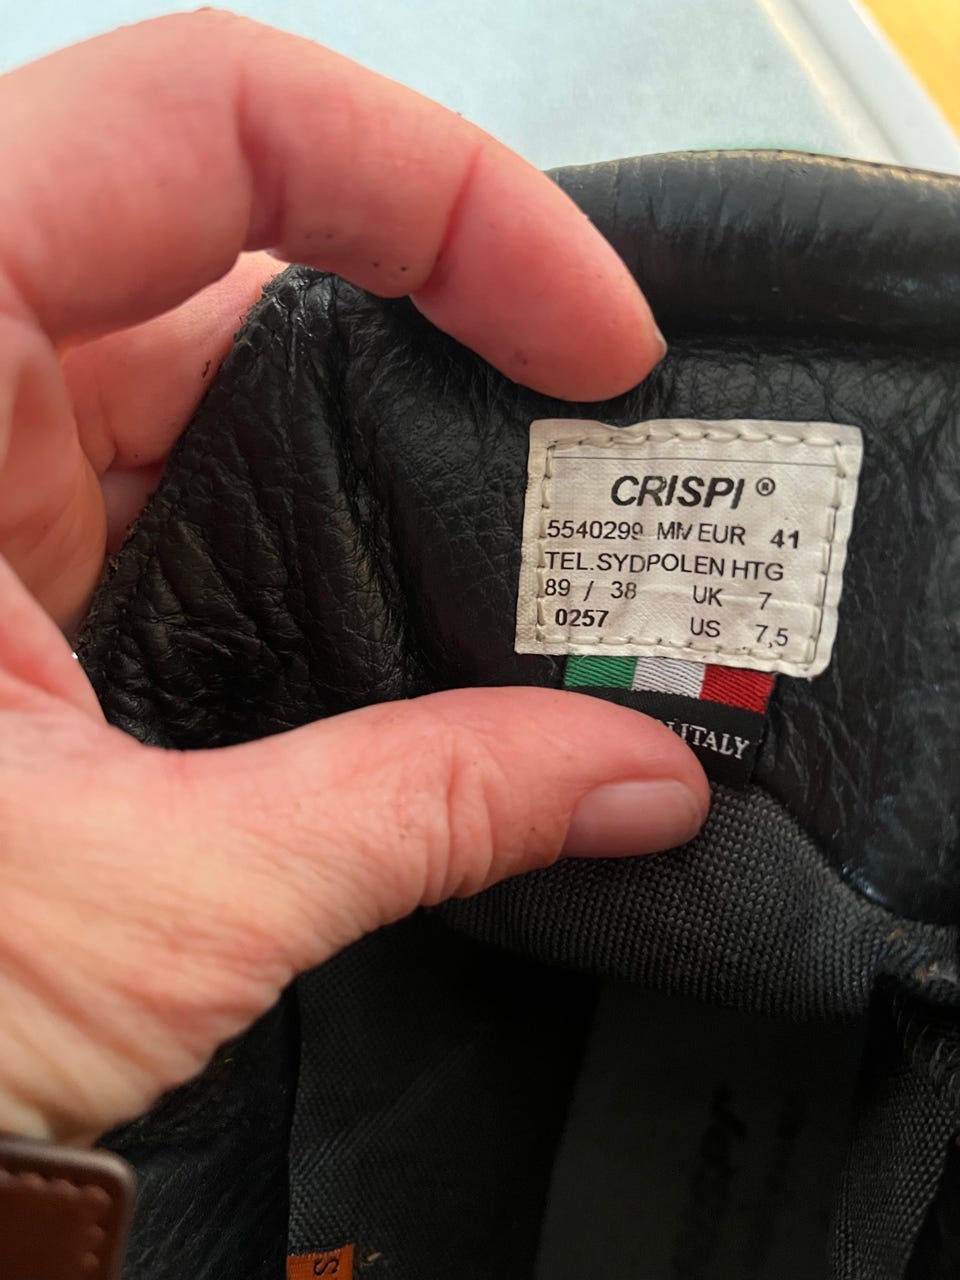 CRISPI ®
5540299 MM EUR 41
TEL.SYDPOLEN HTG
89 / 38 UK 7
0257 US 7,5
ITALY
S